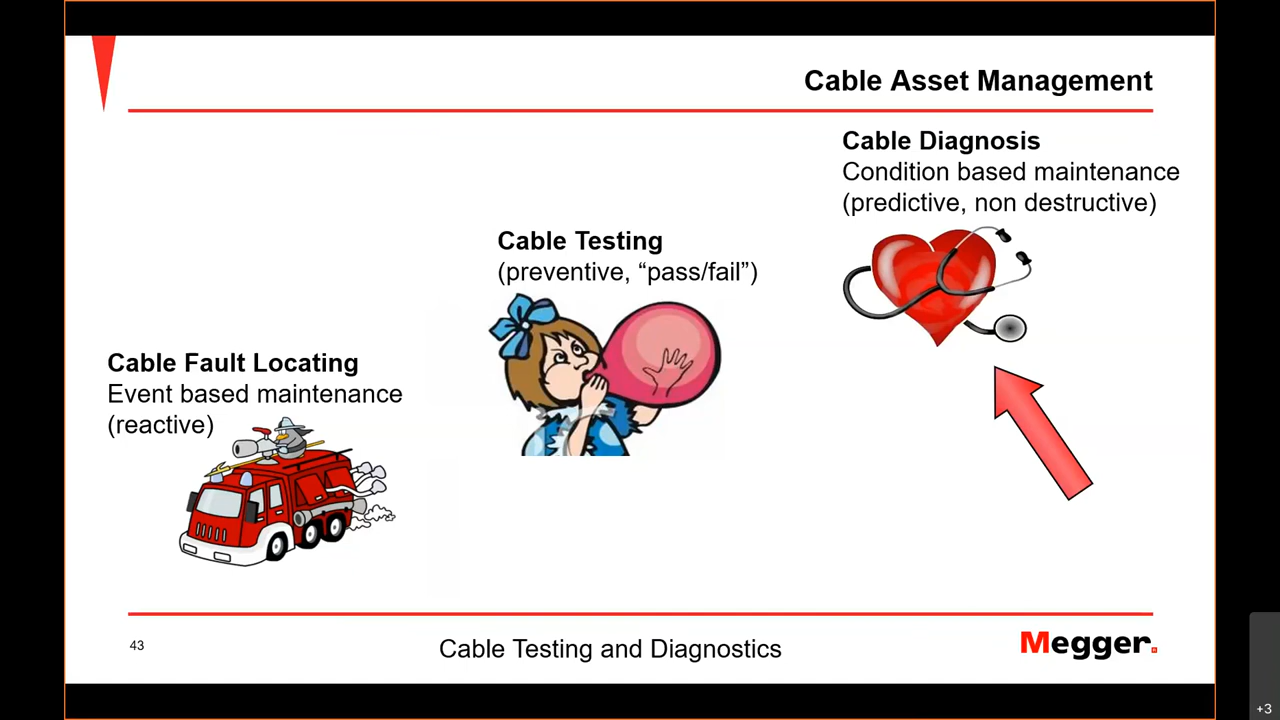 Cable Asset Management
Cable Diagnosis
Condition based maintenance
(predictive, non destructive)
Cable Testing
(preventive, “pass/fail”)
Cable Fault Locating
Event based maintenance
(reactive)
43
Cable Testing and Diagnostics
Megger.
+3